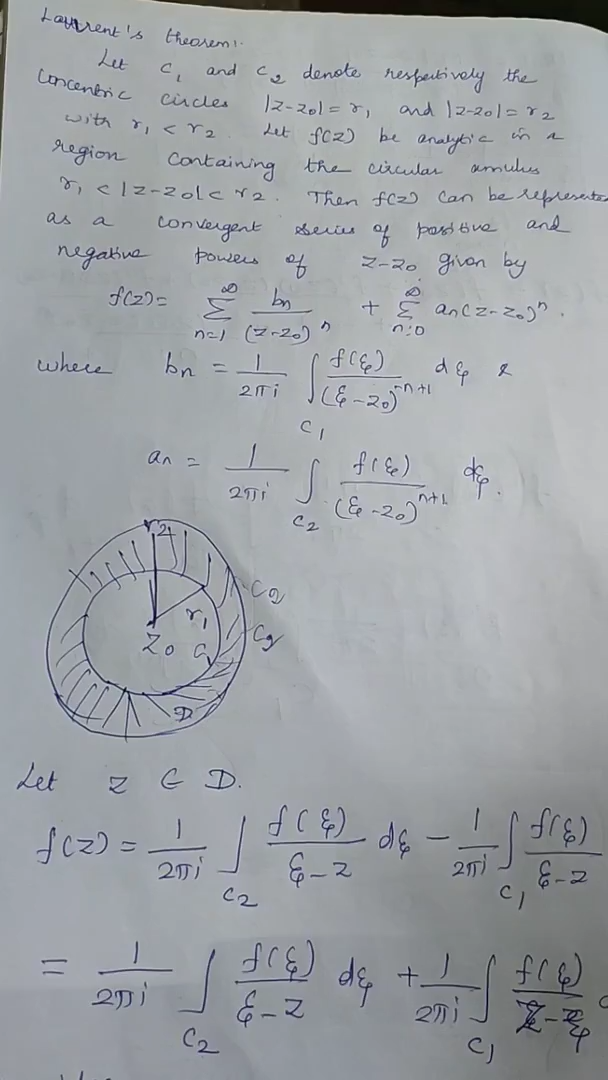 Laurent's theorem:
Let C₁ and C₂ denote respectively the
concentric circles |z-z₀| = r₁ and |z-z₀| = r₂
with r₁ < r₂. Let f(z) be analytic in a
region containing the circular annulus
r₁ < |z-z₀| < r₂. Then f(z) can be represented
as a convergent series of positive and
negative powers of z-z₀ given by
f(z) = ∑_{n=1}^{∞} bₙ/(z-z₀)ⁿ + ∑_{n=0}^{∞} aₙ(z-z₀)ⁿ.
where bₙ = 1/2πi ∫_{C₁} f(ξ)/(ξ-z₀)^{-n+1} dξ &
aₙ = 1/2πi ∫_{C₂} f(ξ)/(ξ-z₀)^{n+1} dξ.
r₂
C₂
r₁
C₂
z₀
C₁
D
Let z ∈ D.
f(z) = 1/2πi ∫_{C₂} f(ξ)/ξ-z dξ - 1/2πi ∫_{C₁} f(ξ)/ξ-z
= 1/2πi ∫_{C₂} f(ξ)/ξ-z dξ + 1/2πi ∫_{C₁} f(ξ)/z-ξ